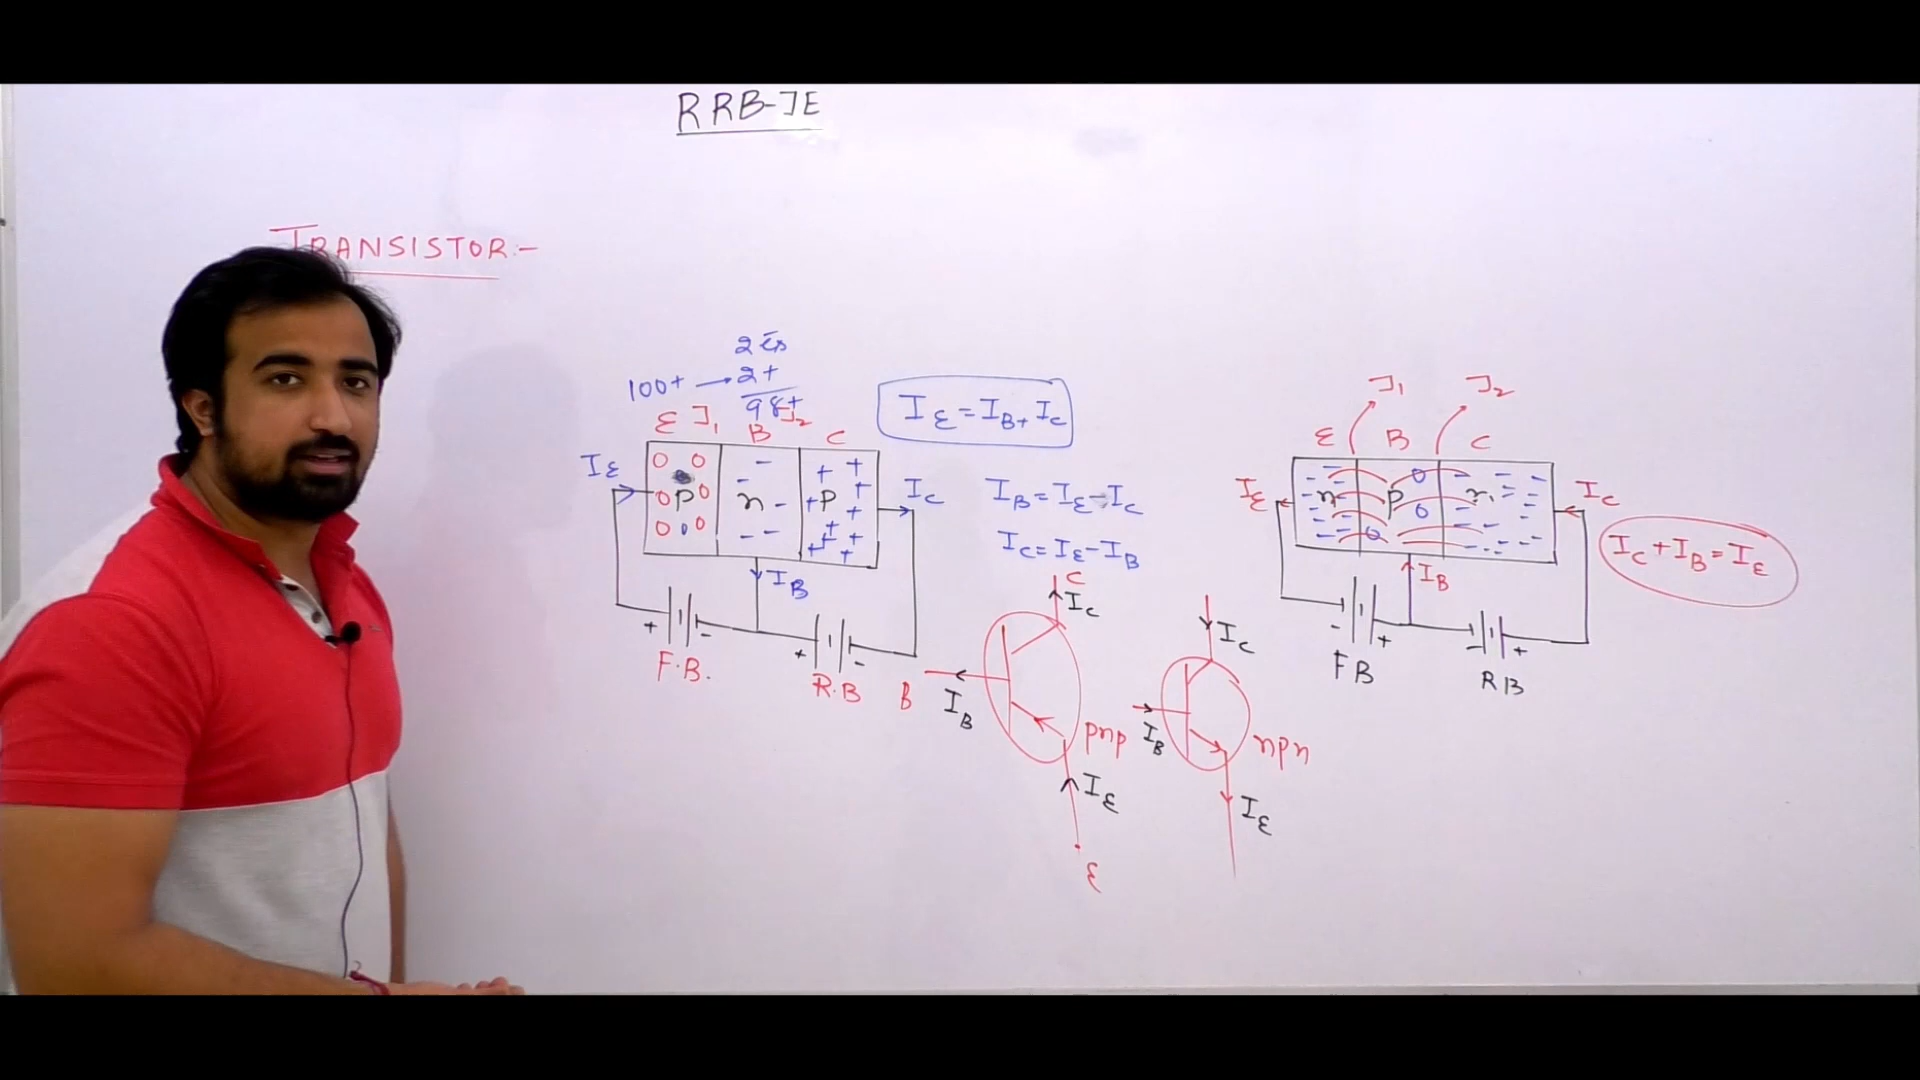 RRB-JE
TRANSISTOR:-
2 e's
100+ → 2+
98+
E J1 B J2 C
IE = IB + IC
IE p n p IC
IB = IE - IC
IC = IE - IB
IB
+ - + -
F.B. R.B
C
IC
B IB pnp
IE
E
IC
IB npn
IE
J1 J2
E B C
IE n p n IC
IC + IB = IE
IB
- + - +
FB RB